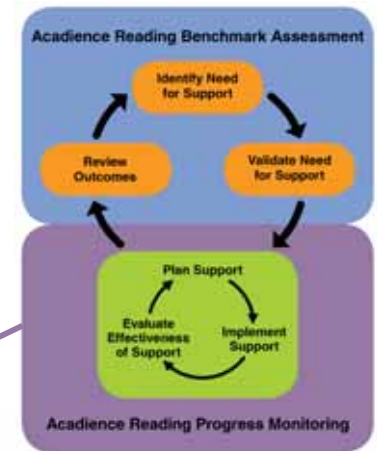 Acadience Reading Benchmark Assessment
Identify Need
for Support
Review
Outcomes
Validate Need
for Support
Plan Support
Evaluate
Effectiveness
of Support
Implement
Support
Acadience Reading Progress Monitoring